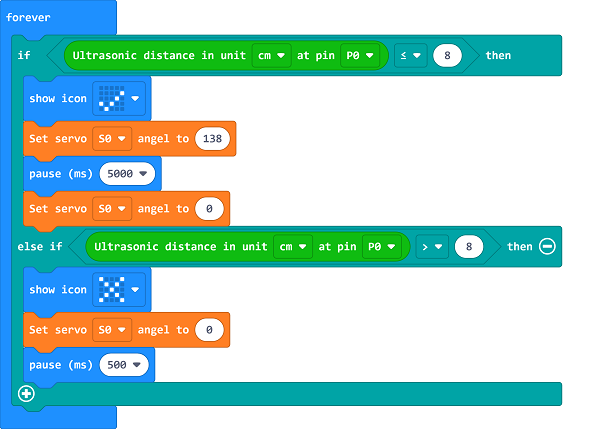 forever
if Ultrasonic distance in unit cm at pin P0 ≤ 8 then
show icon
Set servo S0 angel to 138
pause (ms) 5000
Set servo S0 angel to 0
else if Ultrasonic distance in unit cm at pin P0 > 8 then
show icon
Set servo S0 angel to 0
pause (ms) 500